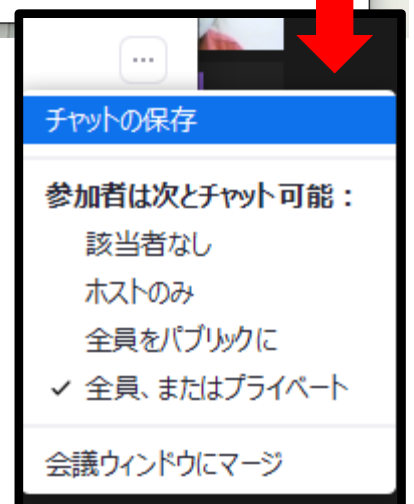 …
チャットの保存
参加者は次とチャット可能：
該当者なし
ホストのみ
全員をパブリックに
✓ 全員、またはプライベート
会議ウィンドウにマージ